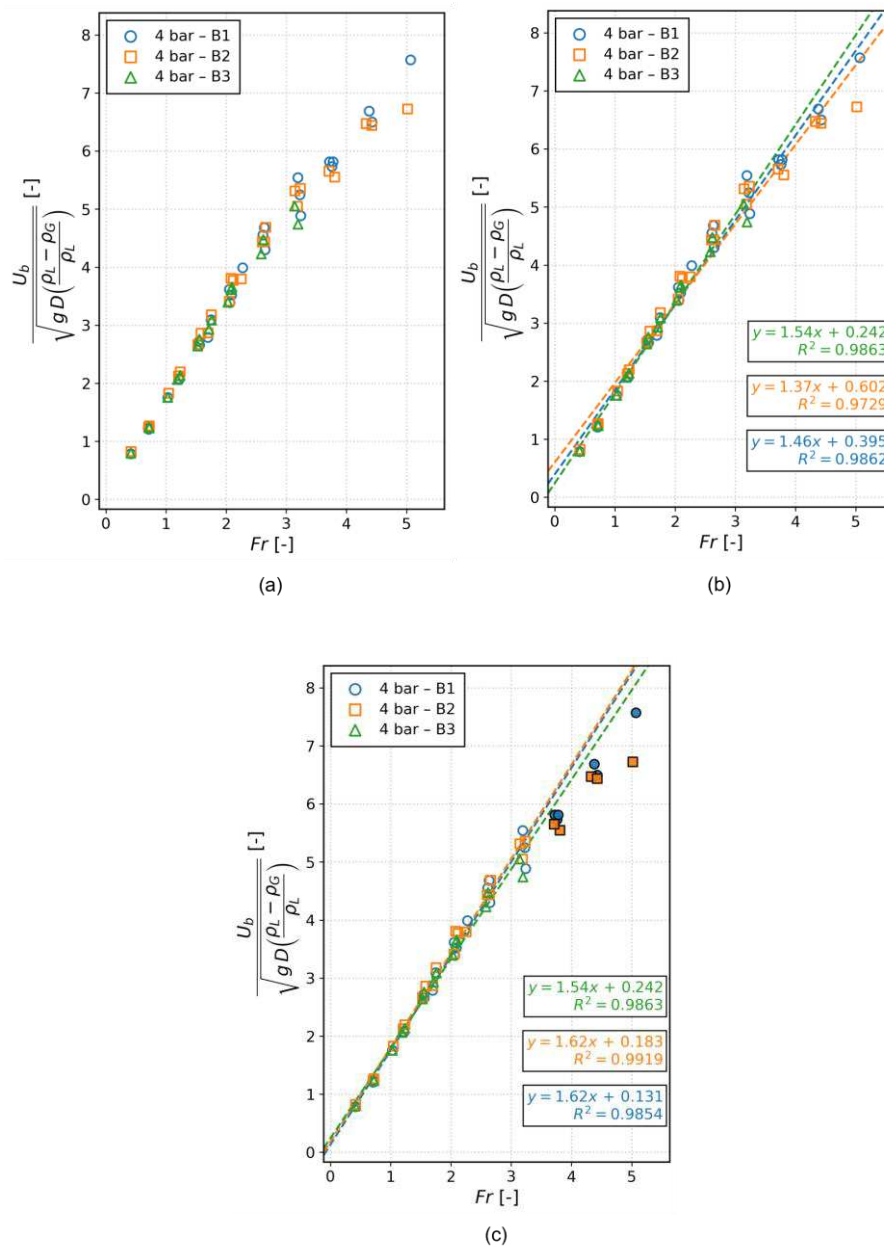 4 bar – B1
4 bar – B2
4 bar – B3
8
7
6
5
4
3
2
1
0
U_b / √(g D((ρ_L − ρ_G)/ρ_L)) [-]
0 1 2 3 4 5
Fr [-]
(a)
4 bar – B1
4 bar – B2
4 bar – B3
8
7
6
5
4
3
2
1
0
U_b / √(g D((ρ_L − ρ_G)/ρ_L)) [-]
y = 1.54x + 0.242
R² = 0.9863
y = 1.37x + 0.602
R² = 0.9729
y = 1.46x + 0.395
R² = 0.9862
0 1 2 3 4 5
Fr [-]
(b)
4 bar – B1
4 bar – B2
4 bar – B3
8
7
6
5
4
3
2
1
0
U_b / √(g D((ρ_L − ρ_G)/ρ_L)) [-]
y = 1.54x + 0.242
R² = 0.9863
y = 1.62x + 0.183
R² = 0.9919
y = 1.62x + 0.131
R² = 0.9854
0 1 2 3 4 5
Fr [-]
(c)